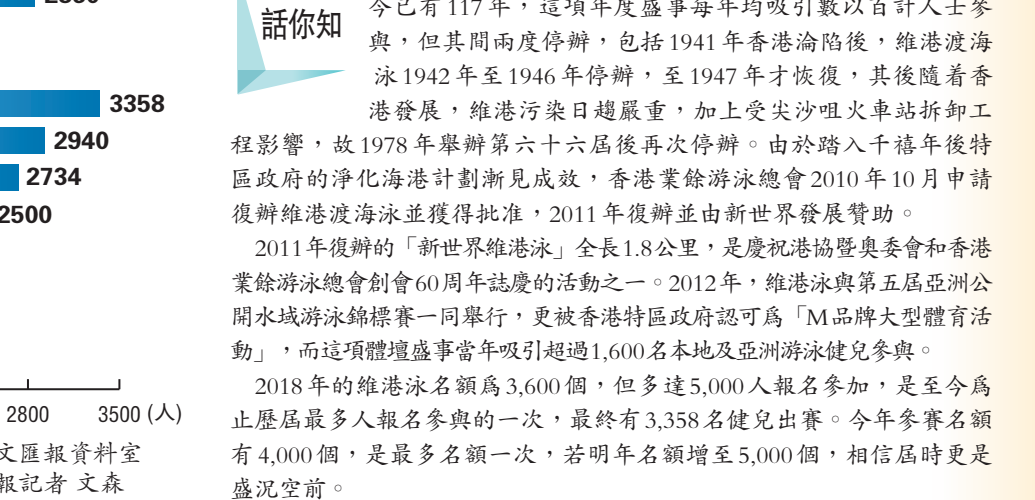 3358
2940
2734
2500
2800 3500 (人)
文匯報資料室
報記者 文森
話你知
今已有117年，這項年度盛事每年均吸引數以百計人士參
與，但其間兩度停辦，包括1941年香港淪陷後，維港渡海
泳1942年至1946年停辦，至1947年才恢復，其後隨着香
港發展，維港污染日趨嚴重，加上受尖沙咀火車站拆卸工
程影響，故1978年舉辦第六十六屆後再次停辦。由於踏入千禧年後特
區政府的淨化海港計劃漸見成效，香港業餘游泳總會2010年10月申請
復辦維港渡海泳並獲得批准，2011年復辦並由新世界發展贊助。
2011年復辦的「新世界維港泳」全長1.8公里，是慶祝港協暨奧委會和香港
業餘游泳總會創會60周年誌慶的活動之一。2012年，維港泳與第五屆亞洲公
開水域游泳錦標賽一同舉行，更被香港特區政府認可爲「M品牌大型體育活
動」，而這項體壇盛事當年吸引超過1,600名本地及亞洲游泳健兒參與。
2018年的維港泳名額爲3,600個，但多達5,000人報名參加，是至今爲
止歷屆最多人報名參與的一次，最終有3,358名健兒出賽。今年參賽名額
有4,000個，是最多名額一次，若明年名額增至5,000個，相信屆時更是
盛況空前。